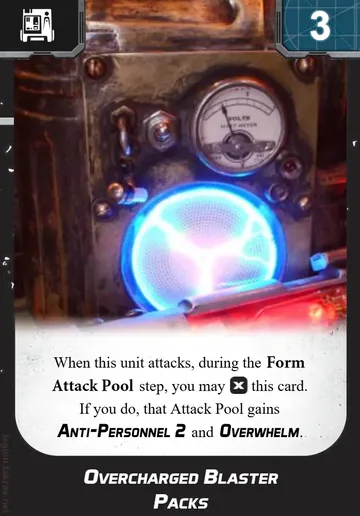 3
VOLTS
When this unit attacks, during the Form
Attack Pool step, you may this card.
If you do, that Attack Pool gains
ANTI-PERSONNEL 2 and OVERWHELM.
OVERCHARGED BLASTER
PACKS